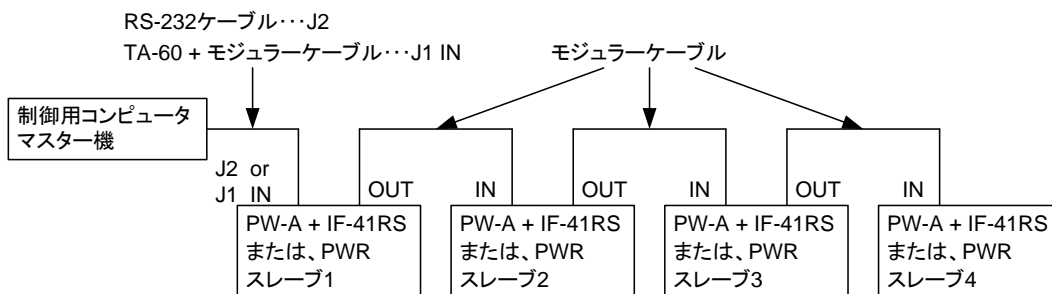 RS-232ケーブル･･･J2
TA-60 + モジュラーケーブル･･･J1 IN
モジュラーケーブル
制御用コンピュータ
マスター機
J2 or
J1 IN
OUT
IN
OUT
IN
OUT
IN
PW-A + IF-41RS
または、PWR
スレーブ1
PW-A + IF-41RS
または、PWR
スレーブ2
PW-A + IF-41RS
または、PWR
スレーブ3
PW-A + IF-41RS
または、PWR
スレーブ4